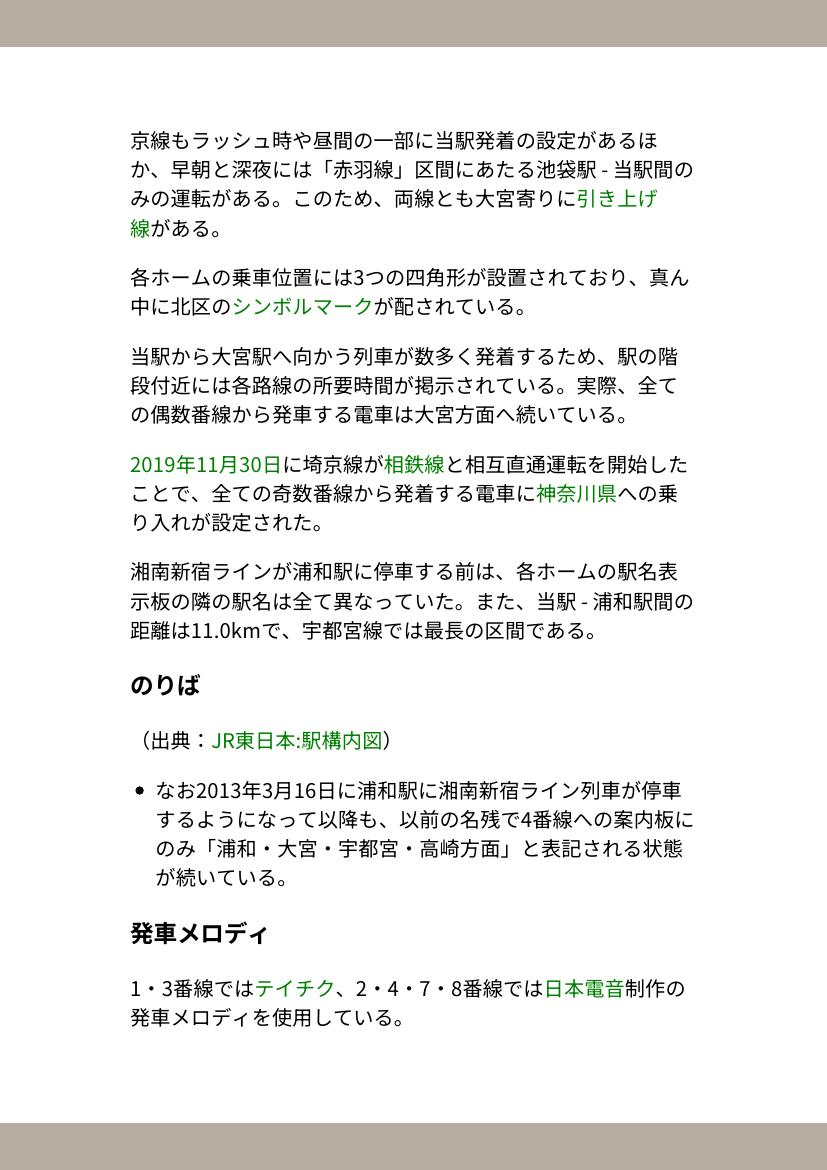 京線もラッシュ時や昼間の一部に当駅発着の設定があるほ
か、早朝と深夜には「赤羽線」区間にあたる池袋駅 - 当駅間の
みの運転がある。このため、両線とも大宮寄りに引き上げ
線がある。
各ホームの乗車位置には3つの四角形が設置されており、真ん
中に北区のシンボルマークが配されている。
当駅から大宮駅へ向かう列車が数多く発着するため、駅の階
段付近には各路線の所要時間が掲示されている。実際、全て
の偶数番線から発車する電車は大宮方面へ続いている。
2019年11月30日に埼京線が相鉄線と相互直通運転を開始した
ことで、全ての奇数番線から発着する電車に神奈川県への乗
り入れが設定された。
湘南新宿ラインが浦和駅に停車する前は、各ホームの駅名表
示板の隣の駅名は全て異なっていた。また、当駅 - 浦和駅間の
距離は11.0kmで、宇都宮線では最長の区間である。
のりば
（出典：JR東日本:駅構内図）
• なお2013年3月16日に浦和駅に湘南新宿ライン列車が停車
するようになって以降も、以前の名残で4番線への案内板に
のみ「浦和・大宮・宇都宮・高崎方面」と表記される状態
が続いている。
発車メロディ
1・3番線ではテイチク、2・4・7・8番線では日本電音制作の
発車メロディを使用している。